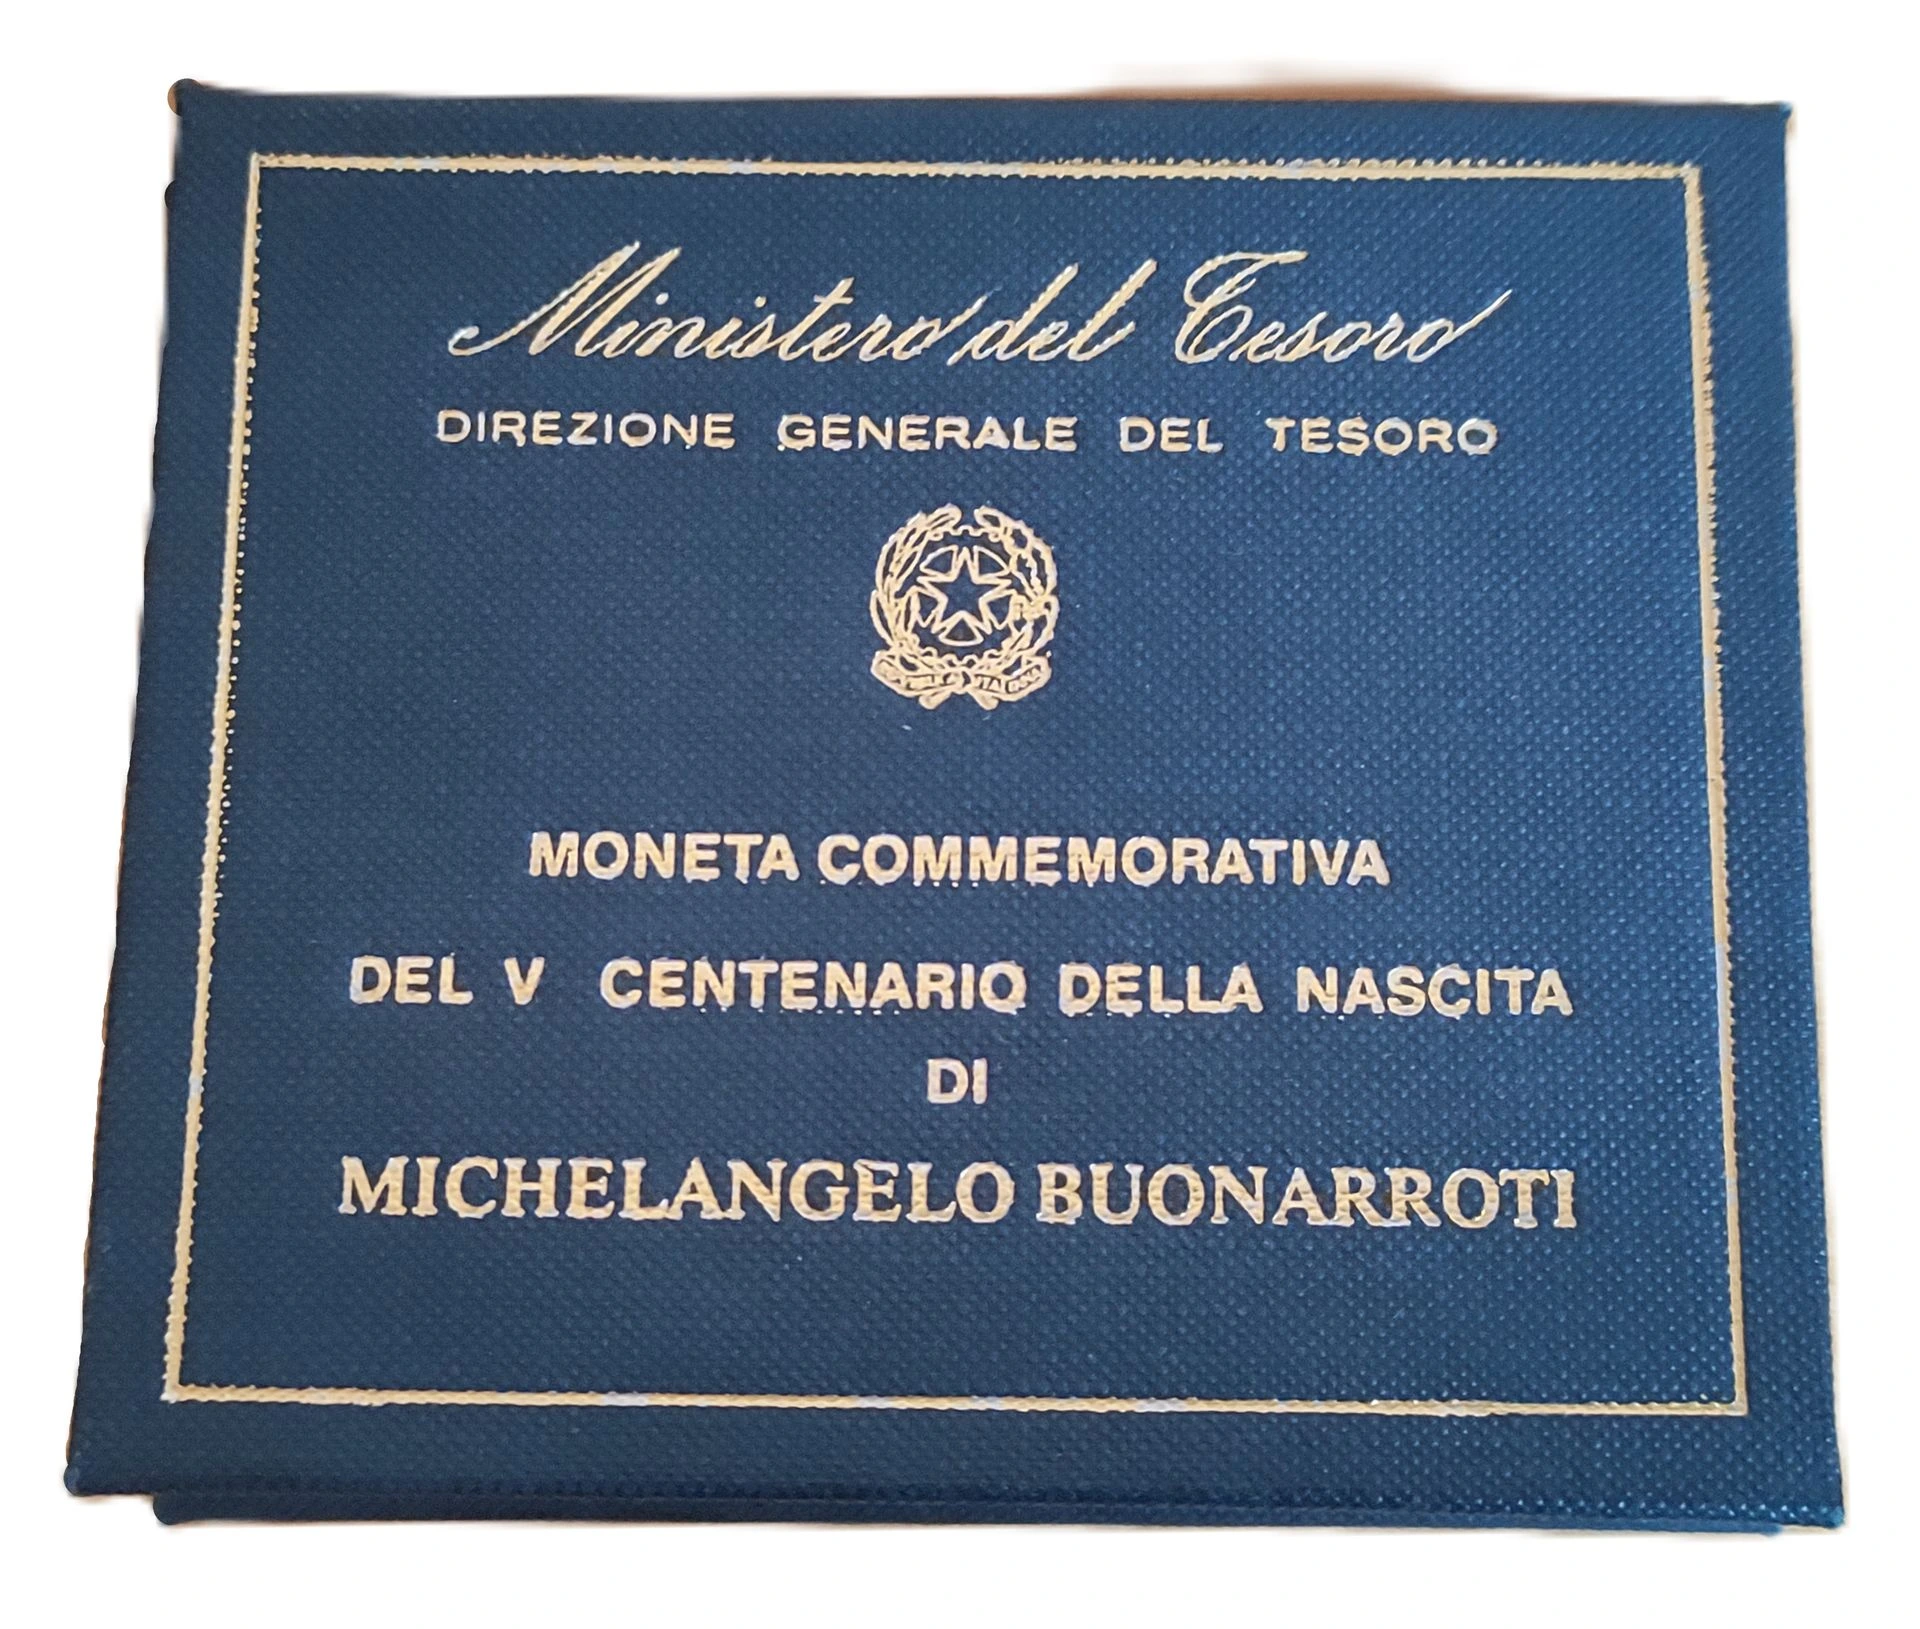 Ministero del Tesoro
DIREZIONE GENERALE DEL TESORO
MONETA COMMEMORATIVA
DEL V CENTENARIO DELLA NASCITA
DI
MICHELANGELO BUONARROTI